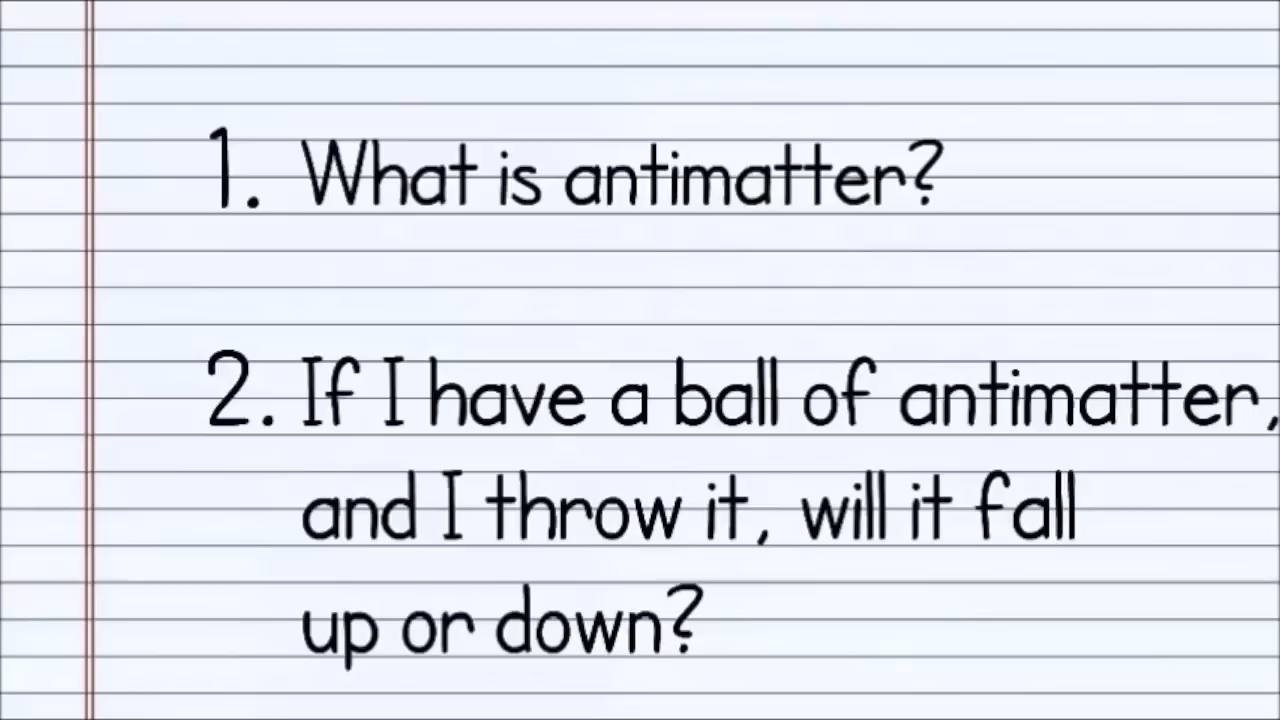 1. What is antimatter?
2. If I have a ball of antimatter,
and I throw it, will it fall
up or down?